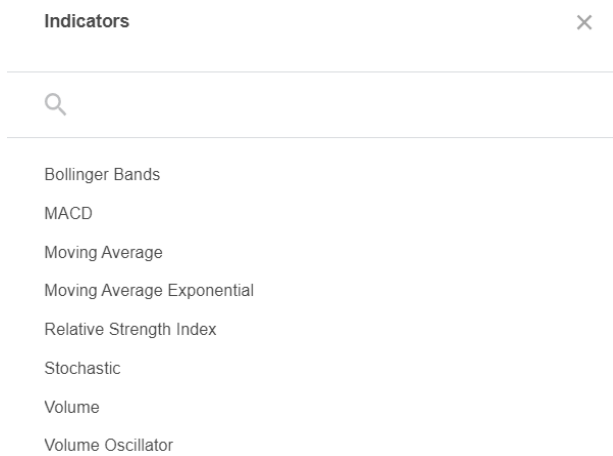 Indicators
Bollinger Bands
MACD
Moving Average
Moving Average Exponential
Relative Strength Index
Stochastic
Volume
Volume Oscillator